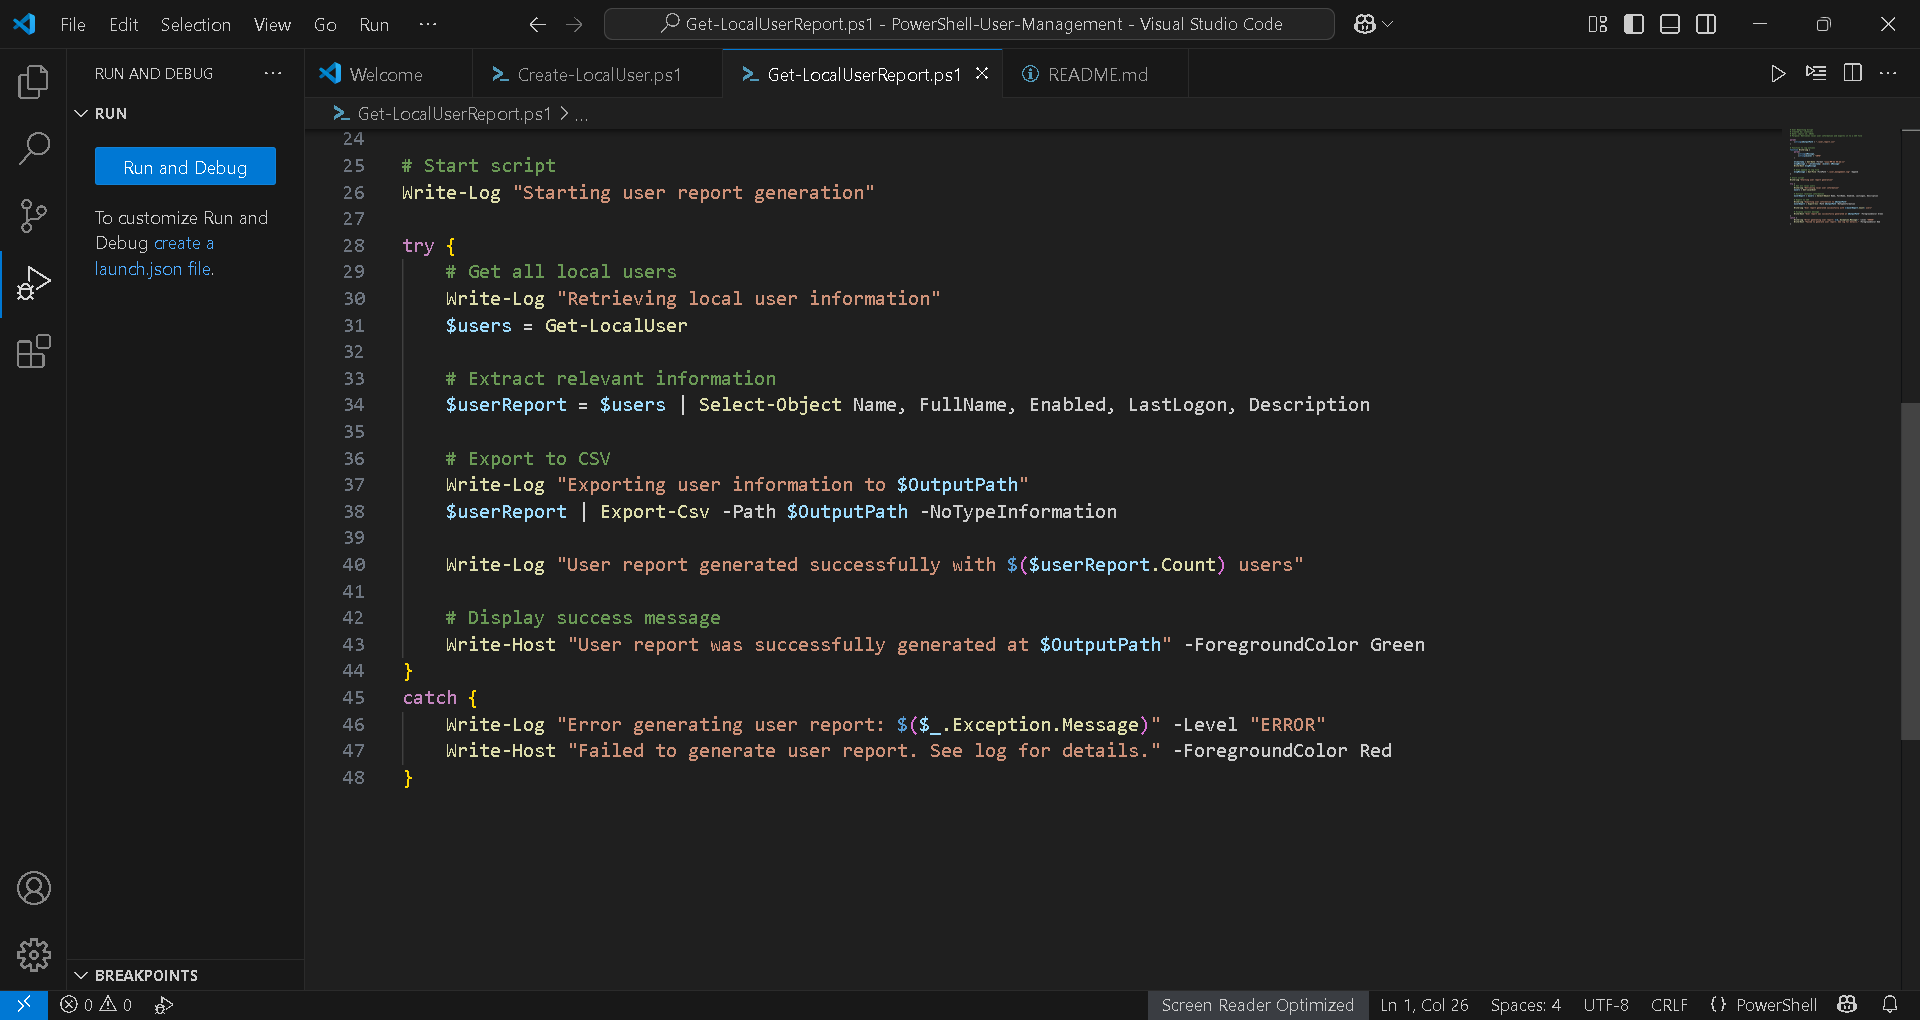 File Edit Selection View Go Run ···
Get-LocalUserReport.ps1 - PowerShell-User-Management - Visual Studio Code
RUN AND DEBUG ···
RUN
Run and Debug
To customize Run and
Debug create a
launch.json file.
BREAKPOINTS
Welcome
Create-LocalUser.ps1
Get-LocalUserReport.ps1
README.md
Get-LocalUserReport.ps1 > ...
24
25 # Start script
26 Write-Log "Starting user report generation"
27
28 try {
29 # Get all local users
30 Write-Log "Retrieving local user information"
31 $users = Get-LocalUser
32
33 # Extract relevant information
34 $userReport = $users | Select-Object Name, FullName, Enabled, LastLogon, Description
35
36 # Export to CSV
37 Write-Log "Exporting user information to $OutputPath"
38 $userReport | Export-Csv -Path $OutputPath -NoTypeInformation
39
40 Write-Log "User report generated successfully with $($userReport.Count) users"
41
42 # Display success message
43 Write-Host "User report was successfully generated at $OutputPath" -ForegroundColor Green
44 }
45 catch {
46 Write-Log "Error generating user report: $($_.Exception.Message)" -Level "ERROR"
47 Write-Host "Failed to generate user report. See log for details." -ForegroundColor Red
48 }
0 0
Screen Reader Optimized Ln 1, Col 26 Spaces: 4 UTF-8 CRLF {} PowerShell